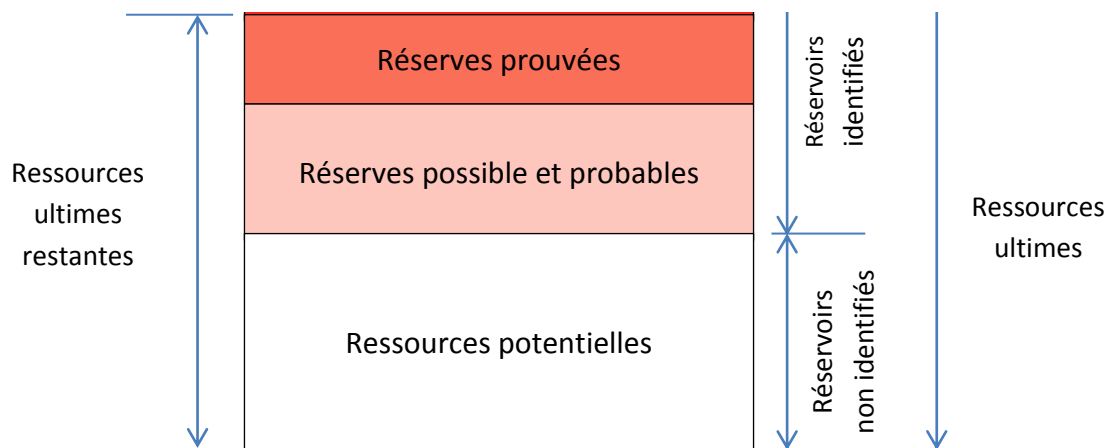 Réserves prouvées
Réserves possible et probables
Ressources potentielles
Ressources
ultimes
restantes
Réservoirs
identifiés
Réservoirs
non identifiés
Ressources
ultimes